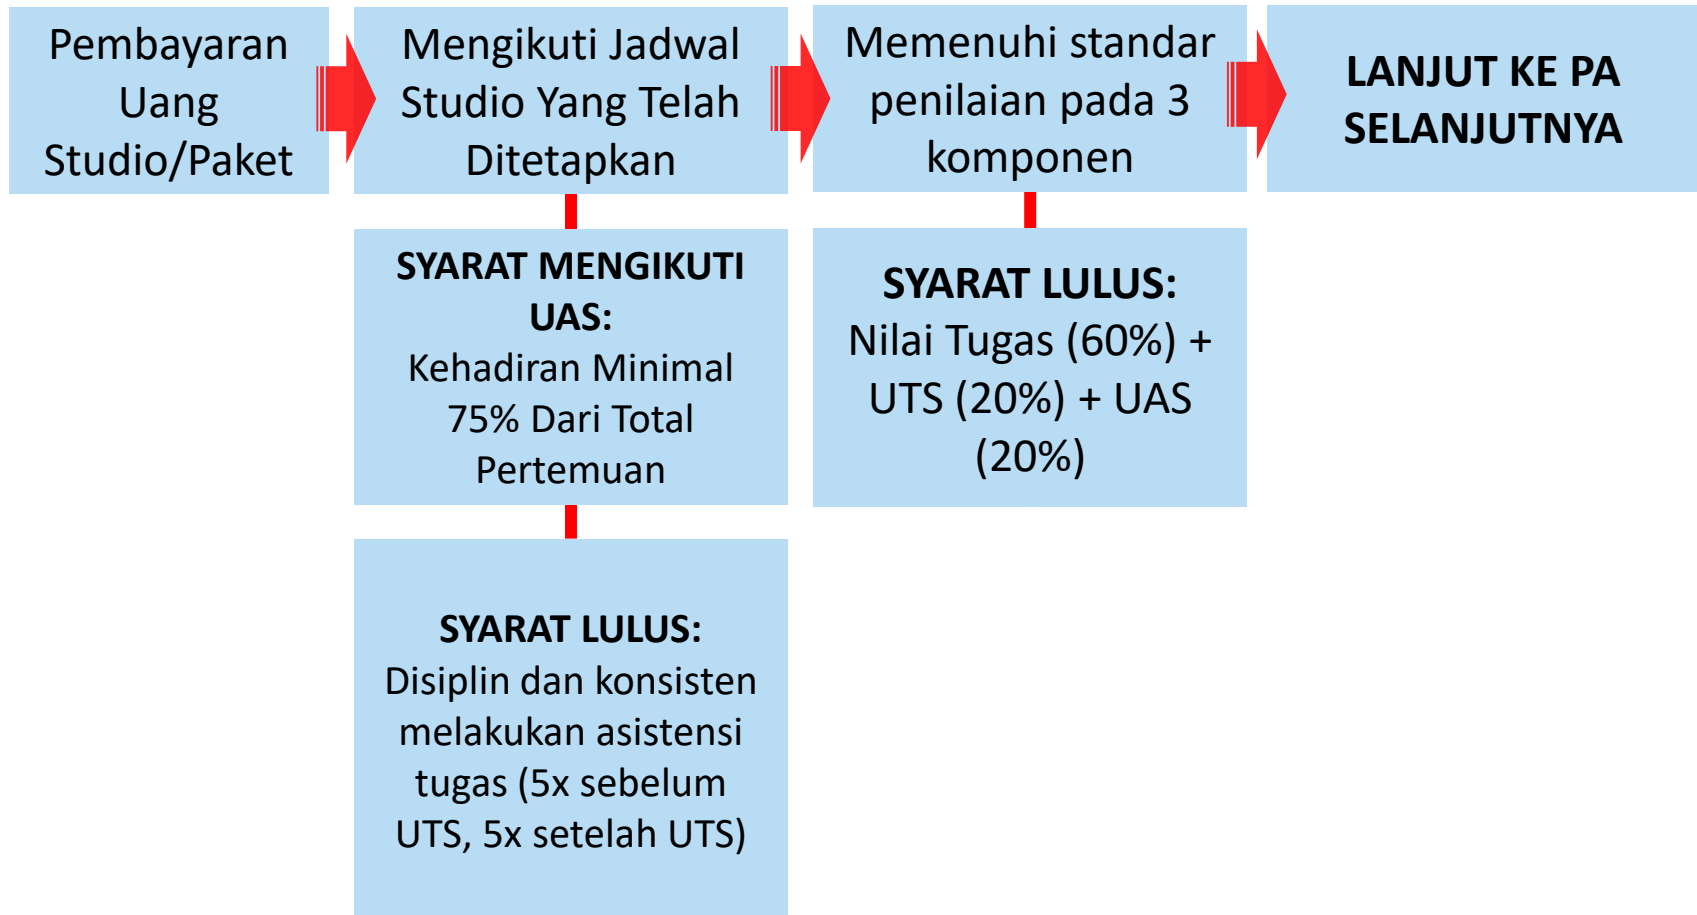 Pembayaran
Uang
Studio/Paket
Mengikuti Jadwal
Studio Yang Telah
Ditetapkan
Memenuhi standar
penilaian pada 3
komponen
LANJUT KE PA
SELANJUTNYA
SYARAT MENGIKUTI
UAS:
Kehadiran Minimal
75% Dari Total
Pertemuan
SYARAT LULUS:
Nilai Tugas (60%) +
UTS (20%) + UAS
(20%)
SYARAT LULUS:
Disiplin dan konsisten
melakukan asistensi
tugas (5x sebelum
UTS, 5x setelah UTS)